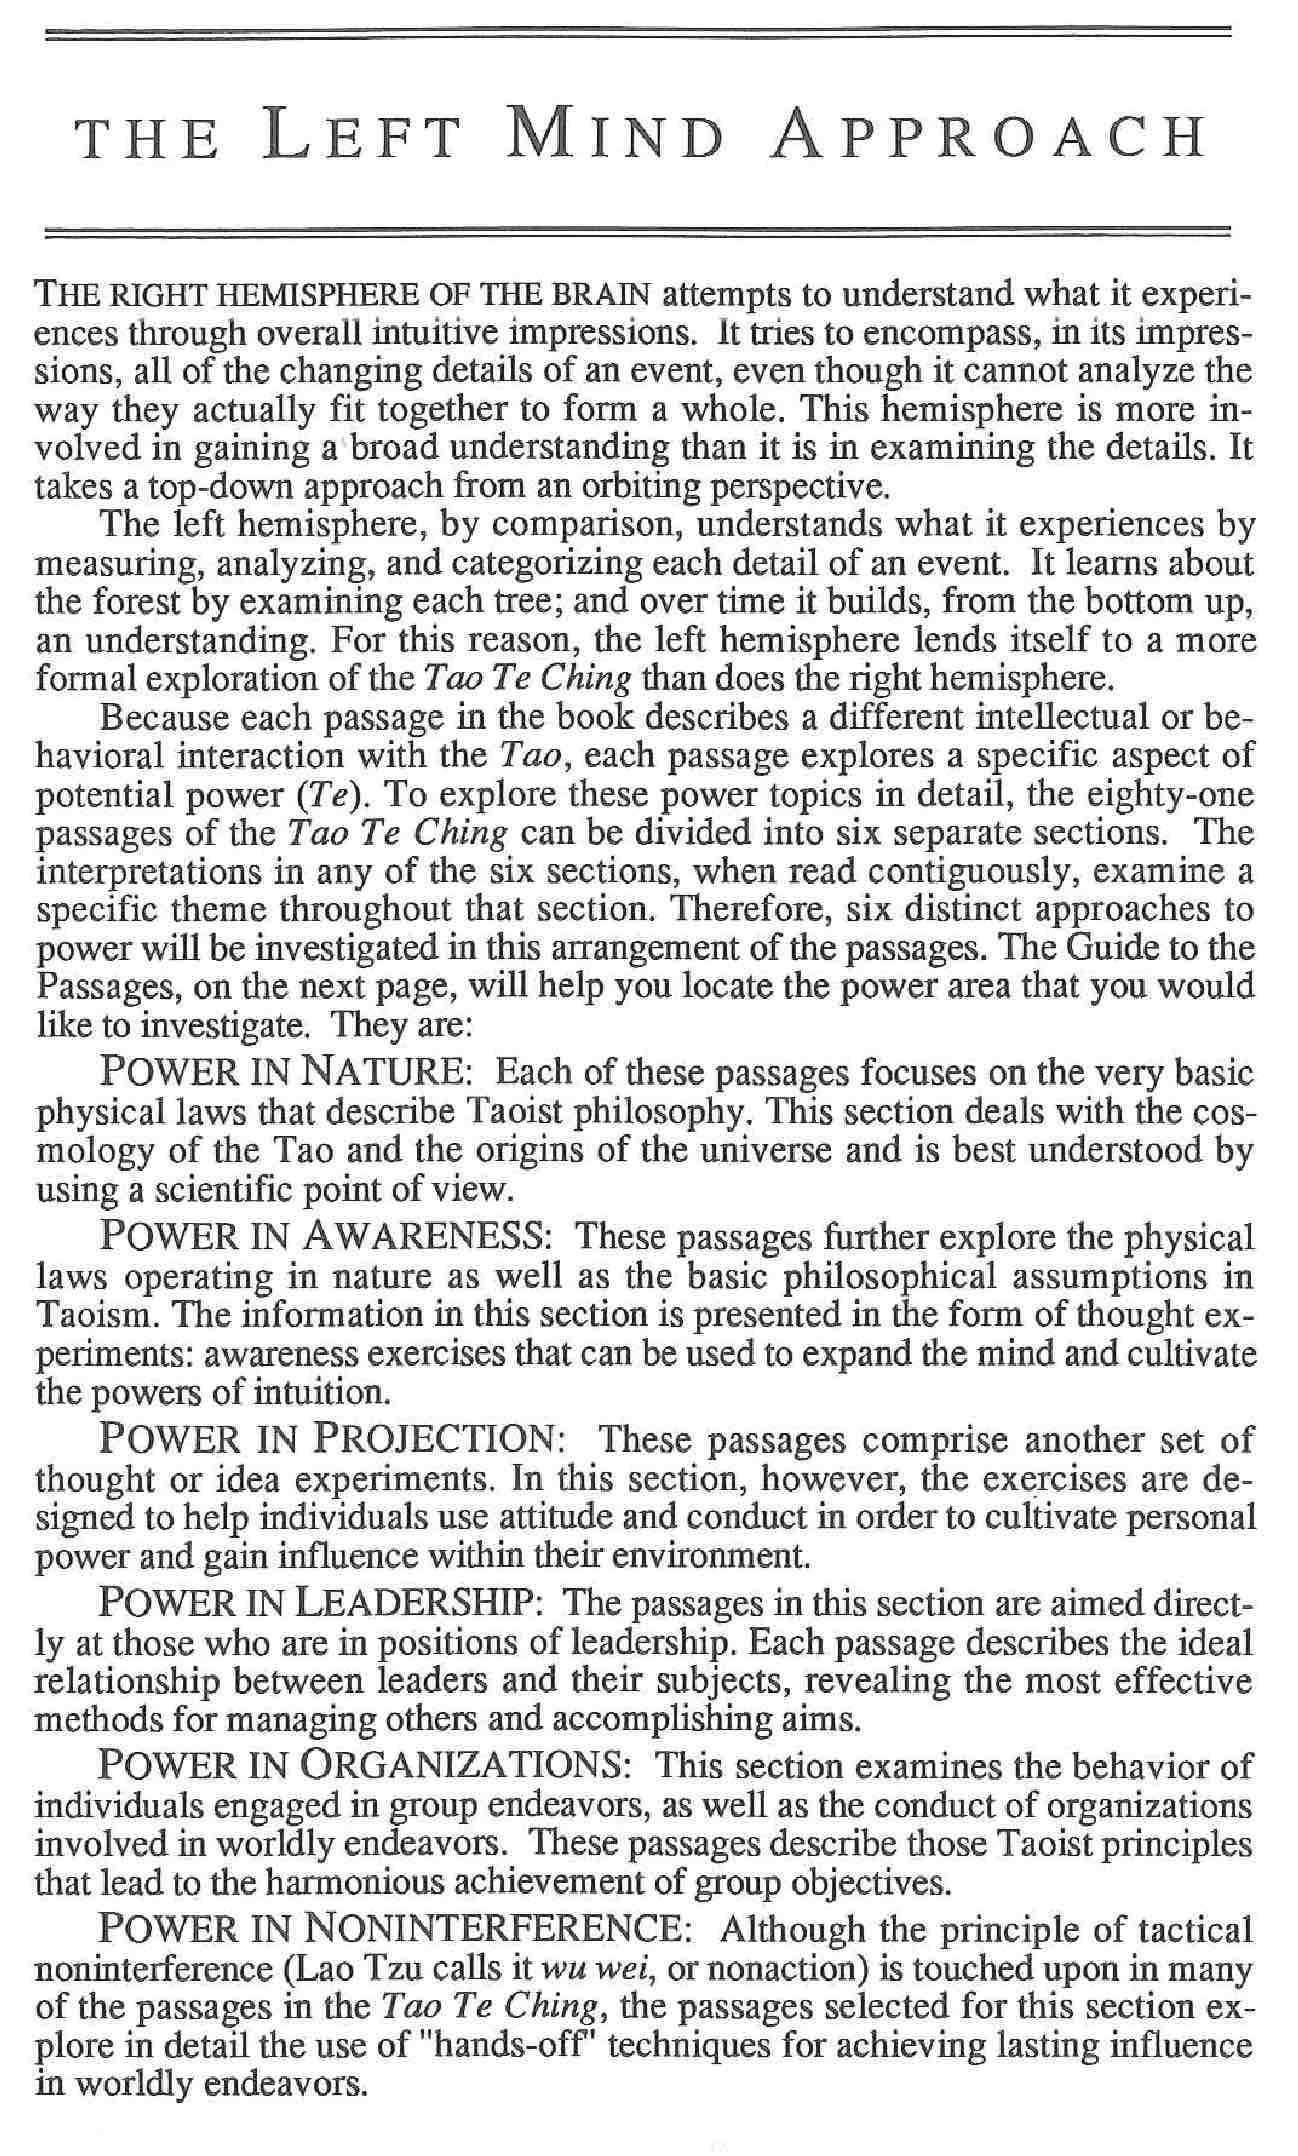 THE LEFT MIND APPROACH
THE RIGHT HEMISPHERE OF THE BRAIN attempts to understand what it experi-
ences through overall intuitive impressions. It tries to encompass, in its impres-
sions, all of the changing details of an event, even though it cannot analyze the
way they actually fit together to form a whole. This hemisphere is more in-
volved in gaining a broad understanding than it is in examining the details. It
takes a top-down approach from an orbiting perspective.
The left hemisphere, by comparison, understands what it experiences by
measuring, analyzing, and categorizing each detail of an event. It learns about
the forest by examining each tree; and over time it builds, from the bottom up,
an understanding. For this reason, the left hemisphere lends itself to a more
formal exploration of the Tao Te Ching than does the right hemisphere.
Because each passage in the book describes a different intellectual or be-
havioral interaction with the Tao, each passage explores a specific aspect of
potential power (Te). To explore these power topics in detail, the eighty-one
passages of the Tao Te Ching can be divided into six separate sections. The
interpretations in any of the six sections, when read contiguously, examine a
specific theme throughout that section. Therefore, six distinct approaches to
power will be investigated in this arrangement of the passages. The Guide to the
Passages, on the next page, will help you locate the power area that you would
like to investigate. They are:
POWER IN NATURE: Each of these passages focuses on the very basic
physical laws that describe Taoist philosophy. This section deals with the cos-
mology of the Tao and the origins of the universe and is best understood by
using a scientific point of view.
POWER IN AWARENESS: These passages further explore the physical
laws operating in nature as well as the basic philosophical assumptions in
Taoism. The information in this section is presented in the form of thought ex-
periments: awareness exercises that can be used to expand the mind and cultivate
the powers of intuition.
POWER IN PROJECTION: These passages comprise another set of
thought or idea experiments. In this section, however, the exercises are de-
signed to help individuals use attitude and conduct in order to cultivate personal
power and gain influence within their environment.
POWER IN LEADERSHIP: The passages in this section are aimed direct-
ly at those who are in positions of leadership. Each passage describes the ideal
relationship between leaders and their subjects, revealing the most effective
methods for managing others and accomplishing aims.
POWER IN ORGANIZATIONS: This section examines the behavior of
individuals engaged in group endeavors, as well as the conduct of organizations
involved in worldly endeavors. These passages describe those Taoist principles
that lead to the harmonious achievement of group objectives.
POWER IN NONINTERFERENCE: Although the principle of tactical
noninterference (Lao Tzu calls it wu wei, or nonaction) is touched upon in many
of the passages in the Tao Te Ching, the passages selected for this section ex-
plore in detail the use of "hands-off" techniques for achieving lasting influence
in worldly endeavors.